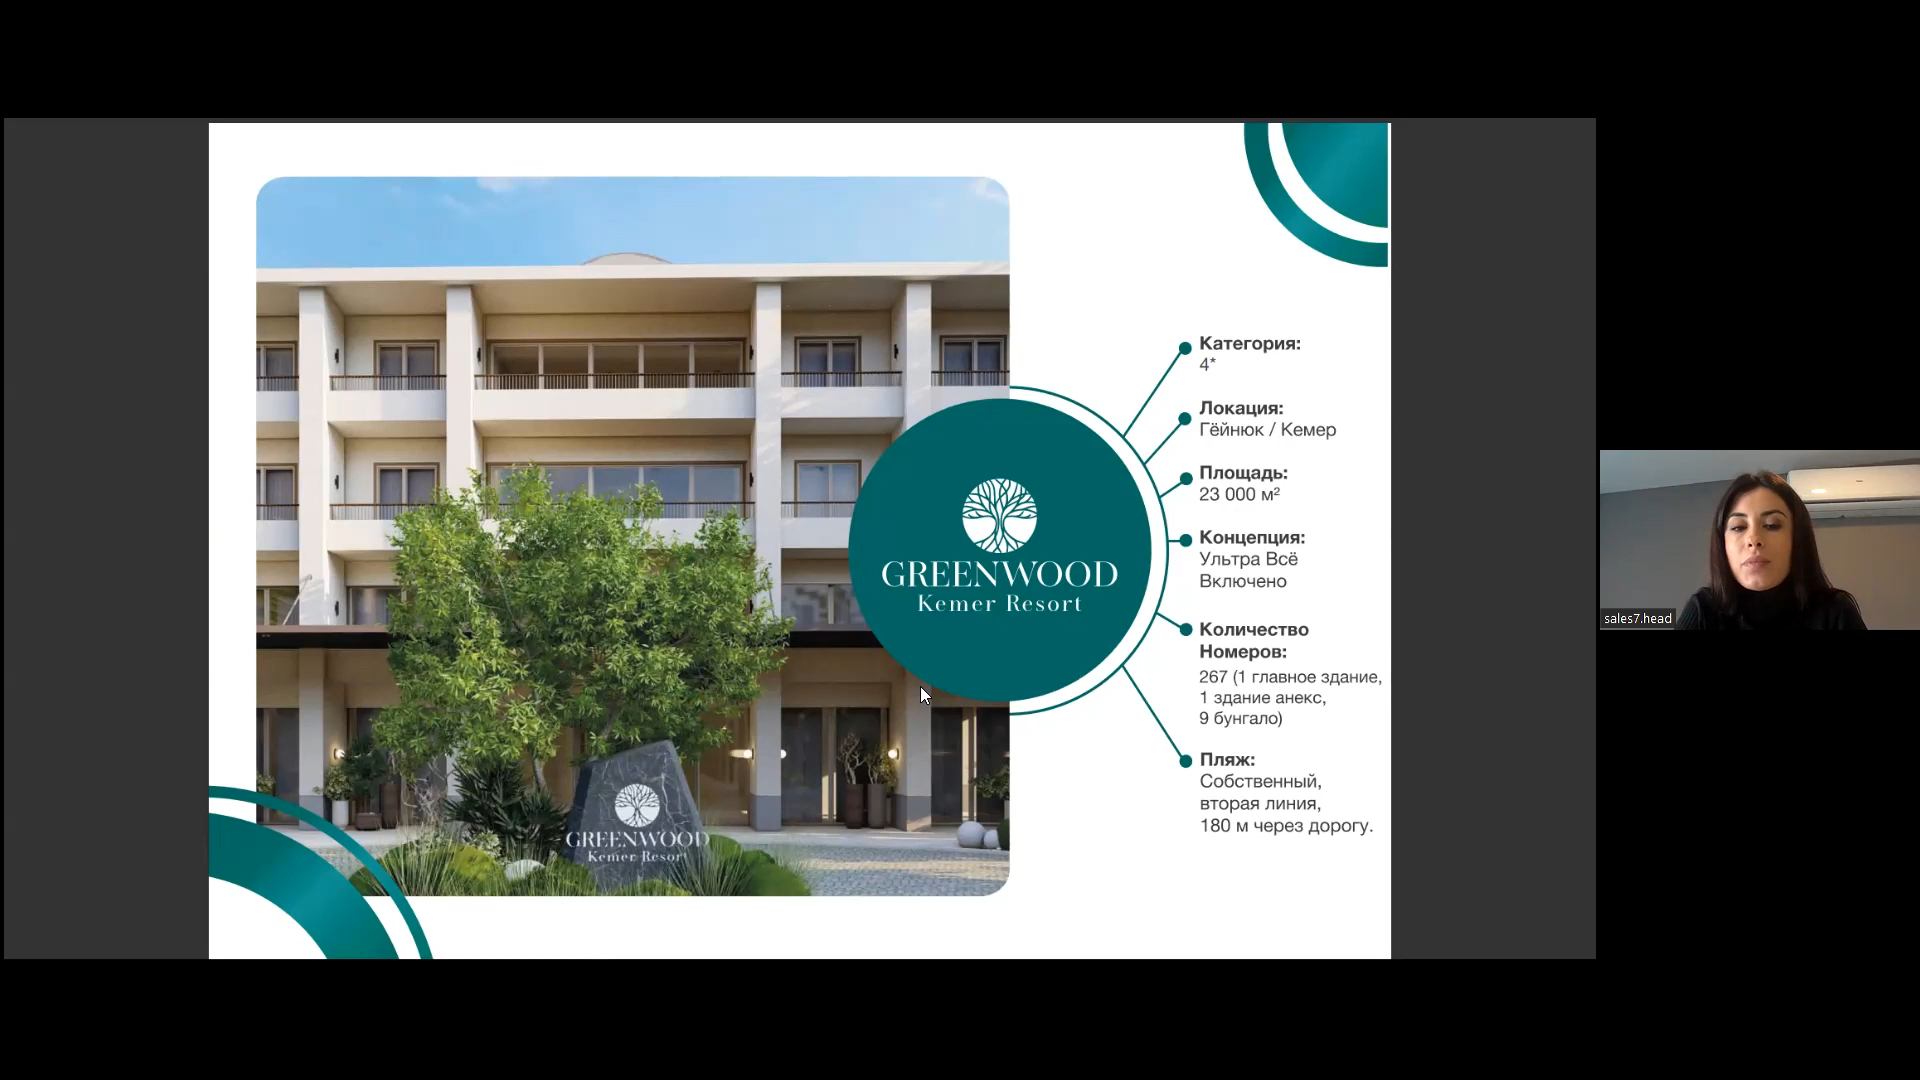 Категория:
4*
Локация:
Гёйнюк / Кемер
Площадь:
23 000 м²
Концепция:
Ультра Всё
Включено
GREENWOOD
Kemer Resort
Количество
Номеров:
267 (1 главное здание,
1 здание анекс,
9 бунгало)
Пляж:
Собственный,
вторая линия,
180 м через дорогу.
GREENWOOD
Kemer Resort
sales7.head